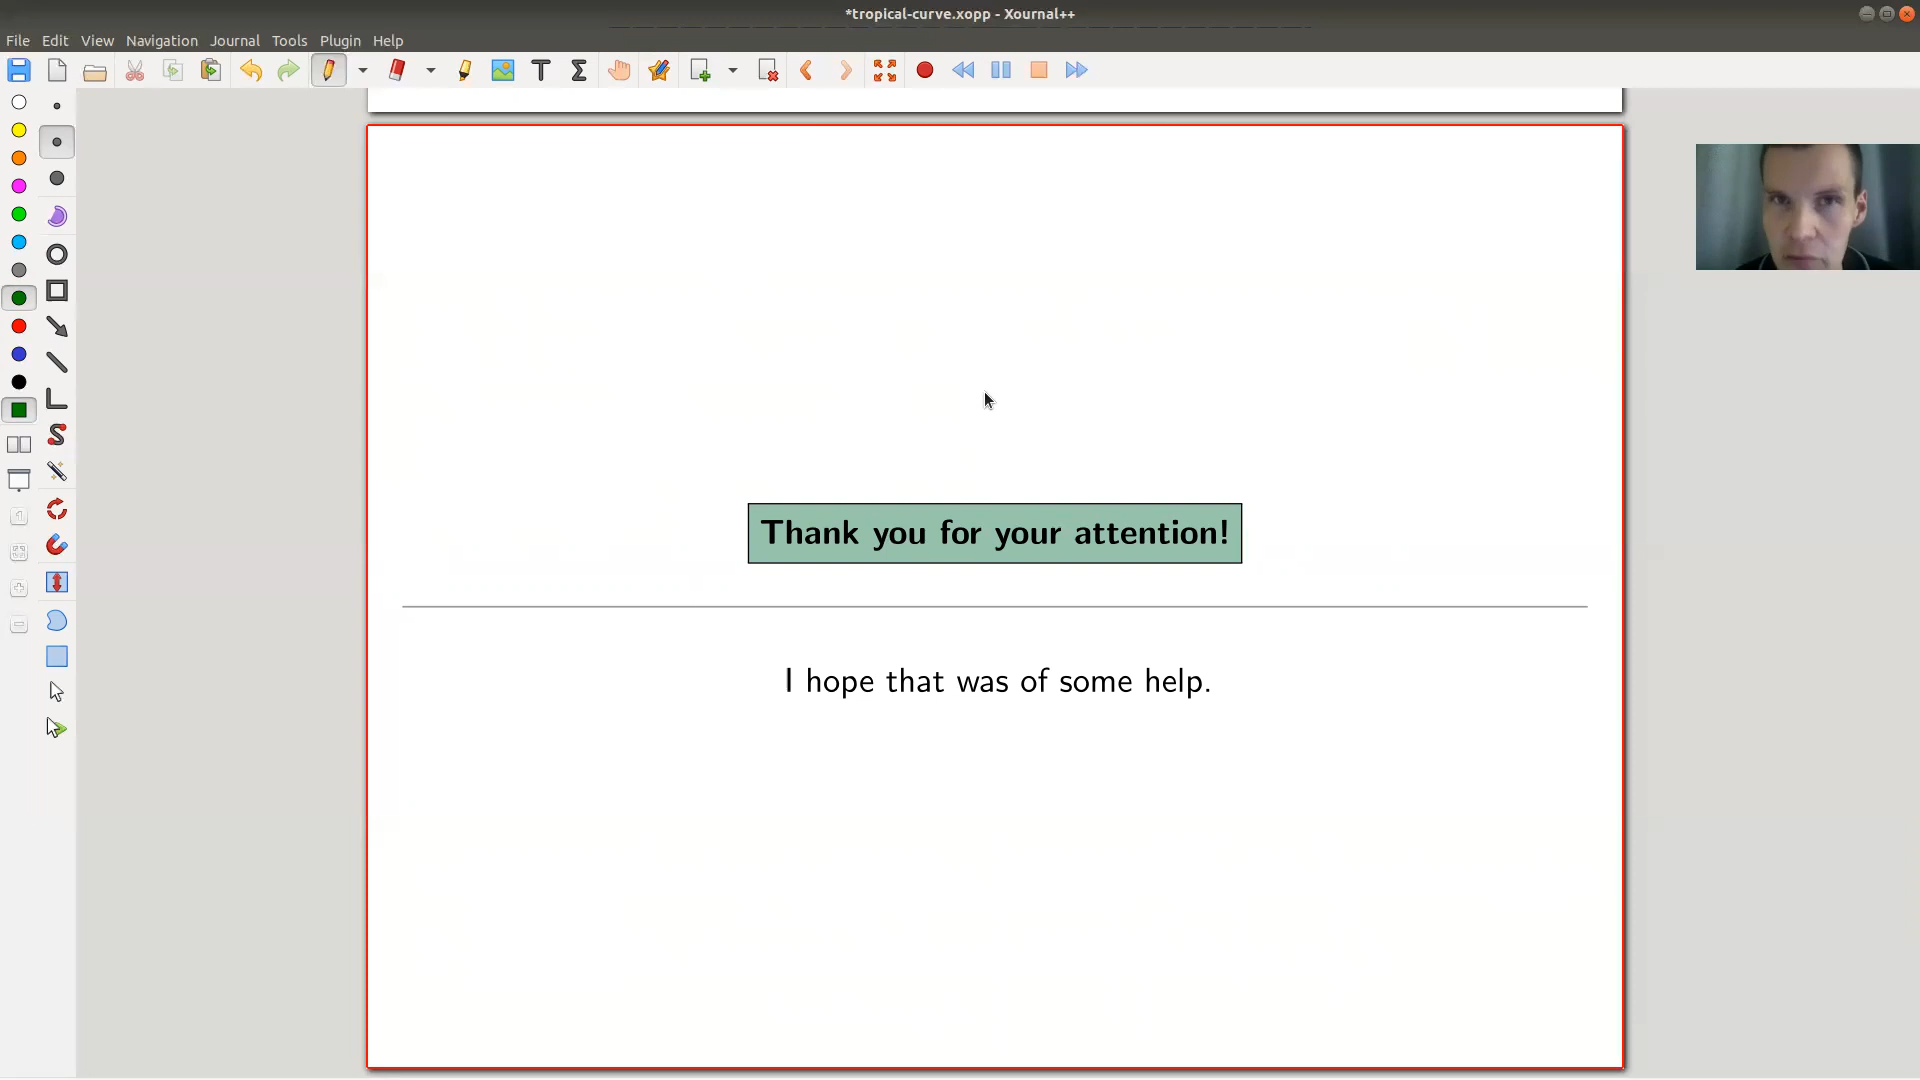 *tropical-curve.xopp - Xournal++
File Edit View Navigation Journal Tools Plugin Help
Thank you for your attention!
I hope that was of some help.